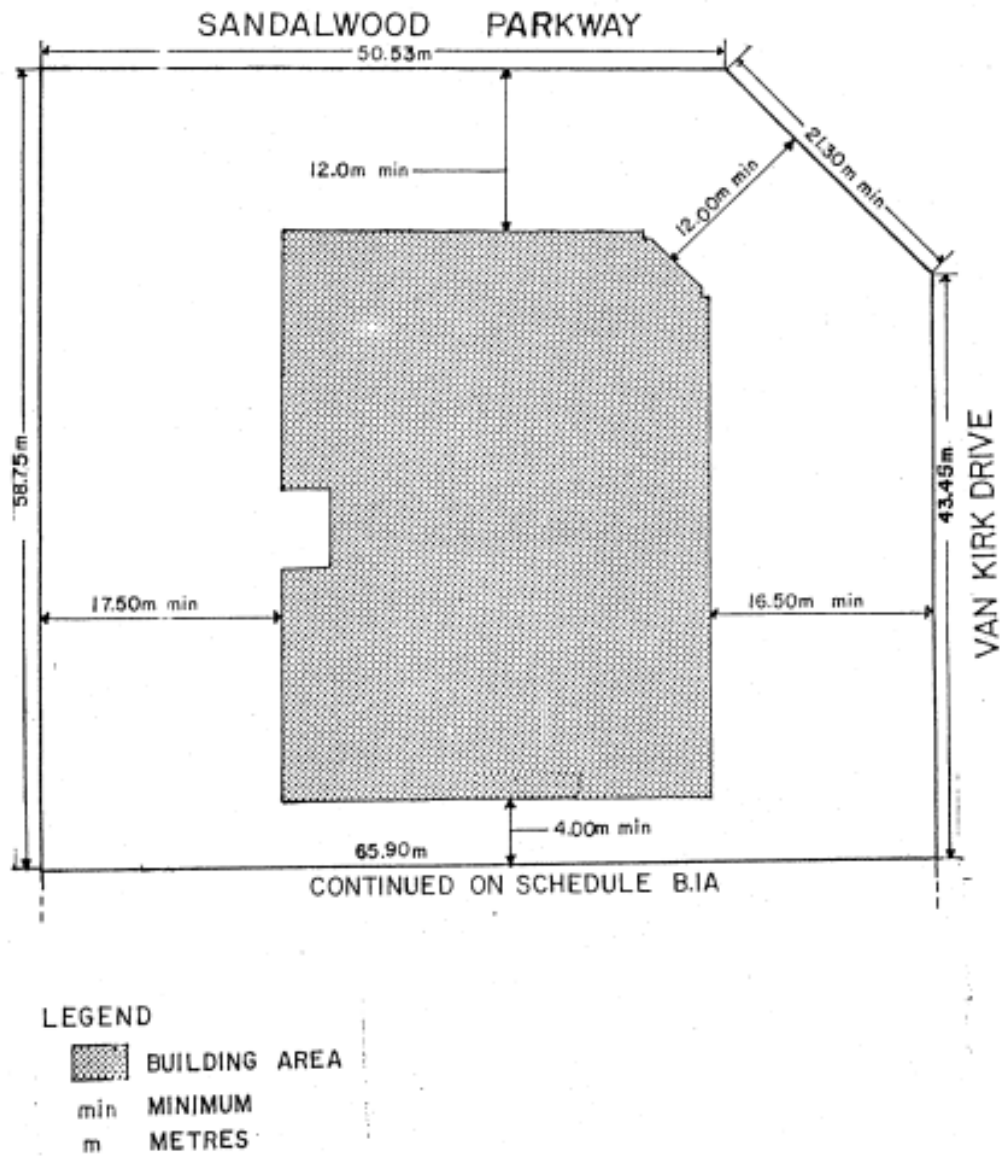 SANDALWOOD PARKWAY
50.53m
21.30m min
12.0m min
12.00m min
58.75m
43.45m
VAN KIRK DRIVE
17.50m min
16.50m min
4.00m min
65.90m
CONTINUED ON SCHEDULE B.1A
LEGEND
BUILDING AREA
min MINIMUM
m METRES